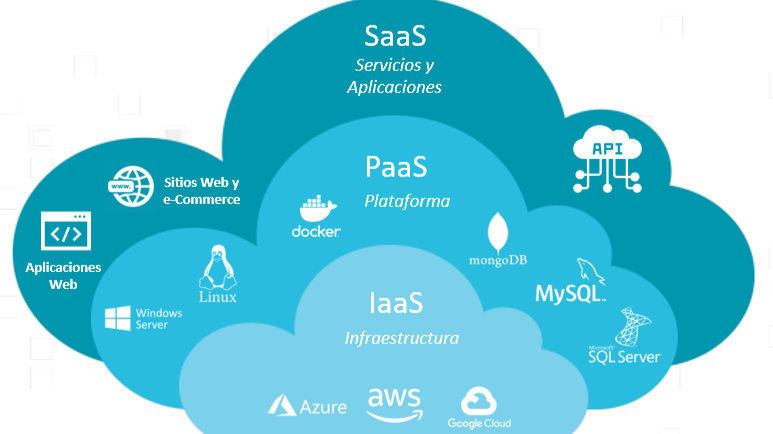 SaaS
Servicios y
Aplicaciones
API
WWW.
Sitios Web y
e-Commerce
</>
Aplicaciones
Web
PaaS
Plataforma
docker
mongoDB
Linux
Windows
Server
MySQL™
Microsoft
SQL Server
IaaS
Infraestructura
Azure
aws
Google Cloud